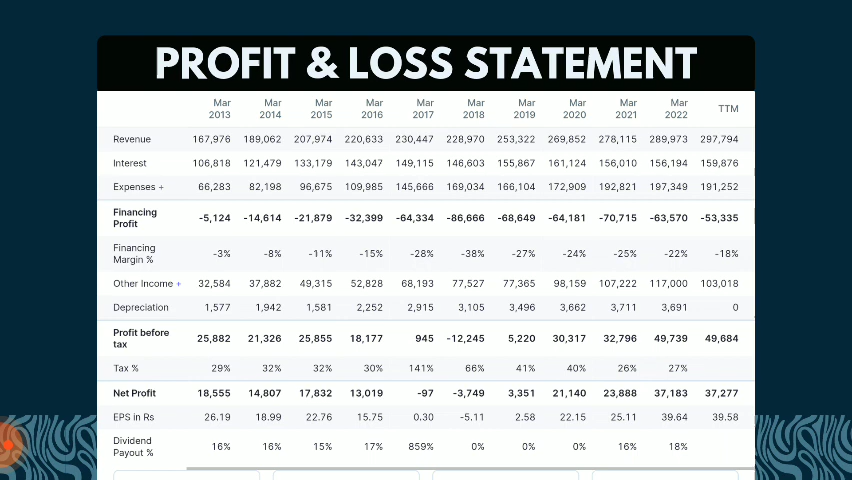 PROFIT & LOSS STATEMENT
Mar 2013 Mar 2014 Mar 2015 Mar 2016 Mar 2017 Mar 2018 Mar 2019 Mar 2020 Mar 2021 Mar 2022 TTM
Revenue 167,976 189,062 207,974 220,633 230,447 228,970 253,322 269,852 278,115 289,973 297,794
Interest 106,818 121,479 133,179 143,047 149,115 146,603 155,867 161,124 156,010 156,194 159,876
Expenses + 66,283 82,198 96,675 109,985 145,666 169,034 166,104 172,909 192,821 197,349 191,252
Financing Profit -5,124 -14,614 -21,879 -32,399 -64,334 -86,666 -68,649 -64,181 -70,715 -63,570 -53,335
Financing Margin % -3% -8% -11% -15% -28% -38% -27% -24% -25% -22% -18%
Other Income + 32,584 37,882 49,315 52,828 68,193 77,527 77,365 98,159 107,222 117,000 103,018
Depreciation 1,577 1,942 1,581 2,252 2,915 3,105 3,496 3,662 3,711 3,691 0
Profit before tax 25,882 21,326 25,855 18,177 945 -12,245 5,220 30,317 32,796 49,739 49,684
Tax % 29% 32% 32% 30% 141% 66% 41% 40% 26% 27%
Net Profit 18,555 14,807 17,832 13,019 -97 -3,749 3,351 21,140 23,888 37,183 37,277
EPS in Rs 26.19 18.99 22.76 15.75 0.30 -5.11 2.58 22.15 25.11 39.64 39.58
Dividend Payout % 16% 16% 15% 17% 859% 0% 0% 0% 16% 18%